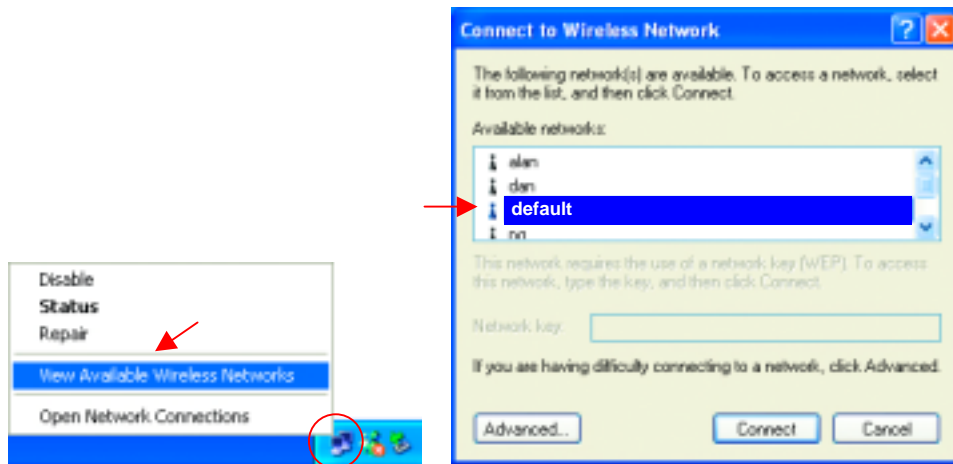 Disable
Status
Repair
View Available Wireless Networks
Open Network Connections
Connect to Wireless Network
The following network(s) are available. To access a network, select
it from the list, and then click Connect.
Available networks:
alan
dan
default
This network requires the use of a network key (WEP). To access
this network, type the key, and then click Connect.
Network key:
If you are having difficulty connecting to a network, click Advanced.
Advanced...
Connect
Cancel